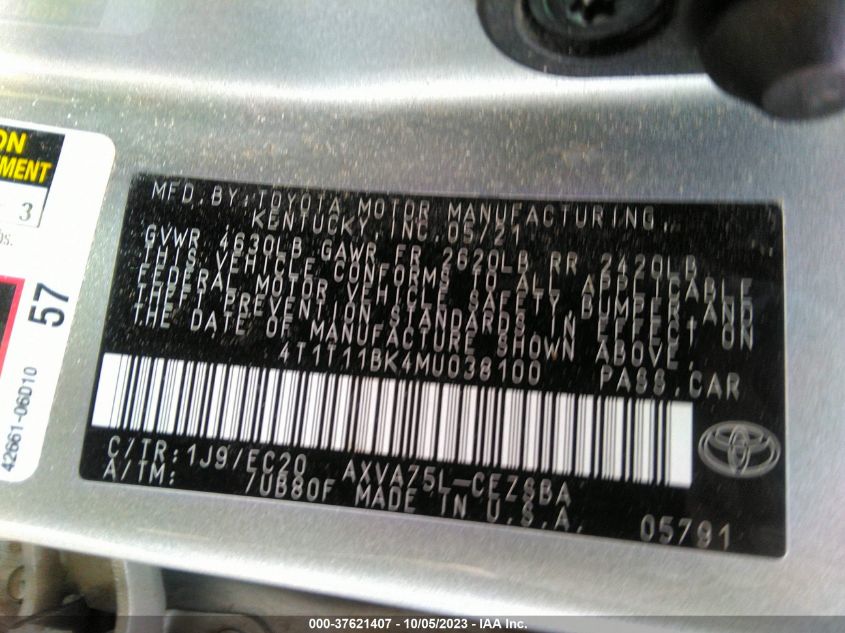 ON
MENT
3
bs.
57
42661-06D10
MFD. BY: TOYOTA MOTOR MANUFACTURING,
KENTUCKY, INC. 05/21
GVWR 4630LB GAWR FR 2620LB RR 2420LB
THIS VEHICLE CONFORMS TO ALL APPLICABLE
FEDERAL MOTOR VEHICLE SAFETY, BUMPER, AND
THEFT PREVENTION STANDARDS IN EFFECT ON
THE DATE OF MANUFACTURE SHOWN ABOVE.
4T1T11BK4MU038100 PASS. CAR
C/TR: 1J9/EC20 AXVA75L-CEZSBA
A/TM: 7UB80F MADE IN U.S.A. 05791
000-37621407 - 10/05/2023 - IAA Inc.